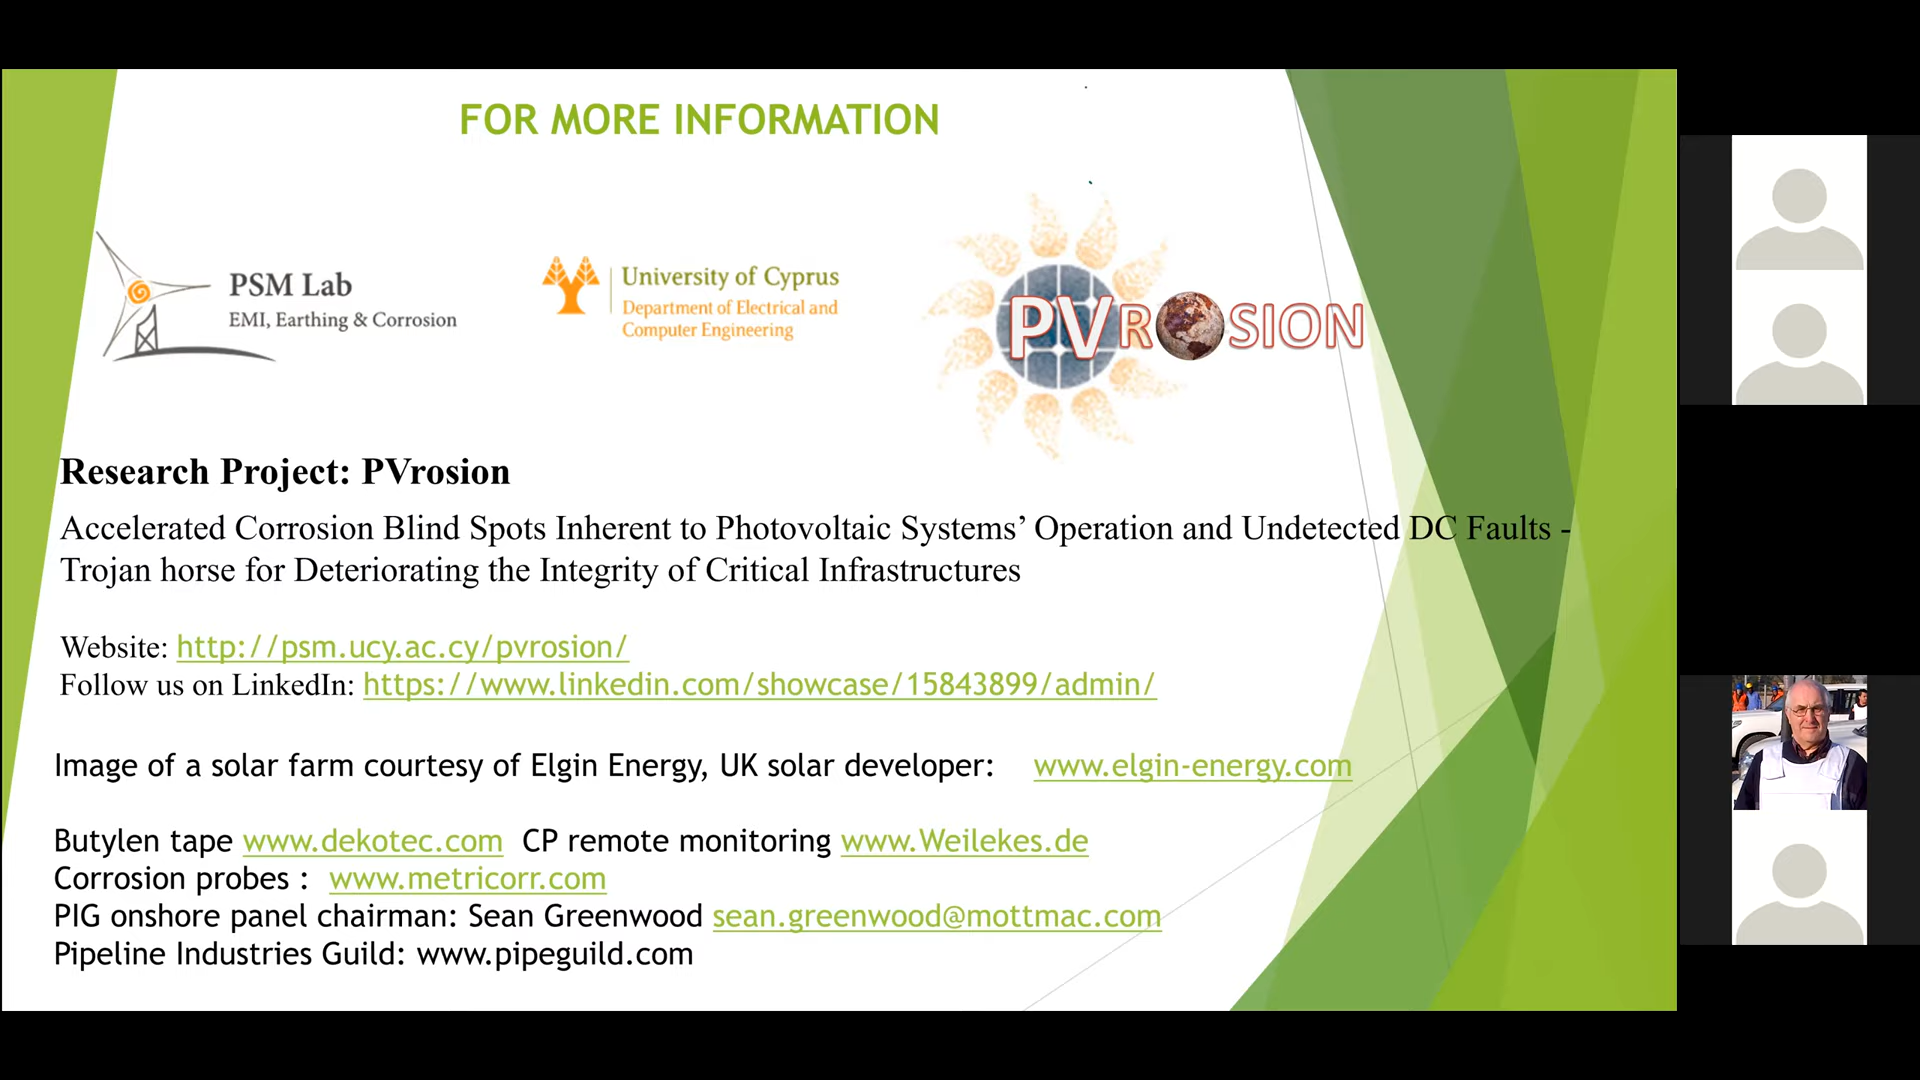 FOR MORE INFORMATION
PSM Lab
EMI, Earthing & Corrosion
University of Cyprus
Department of Electrical and
Computer Engineering
PVROSION
Research Project: PVrosion
Accelerated Corrosion Blind Spots Inherent to Photovoltaic Systems’ Operation and Undetected DC Faults -
Trojan horse for Deteriorating the Integrity of Critical Infrastructures
Website: http://psm.ucy.ac.cy/pvrosion/
Follow us on LinkedIn: https://www.linkedin.com/showcase/15843899/admin/
Image of a solar farm courtesy of Elgin Energy, UK solar developer: www.elgin-energy.com
Butylen tape www.dekotec.com CP remote monitoring www.Weilekes.de
Corrosion probes : www.metricorr.com
PIG onshore panel chairman: Sean Greenwood sean.greenwood@mottmac.com
Pipeline Industries Guild: www.pipeguild.com